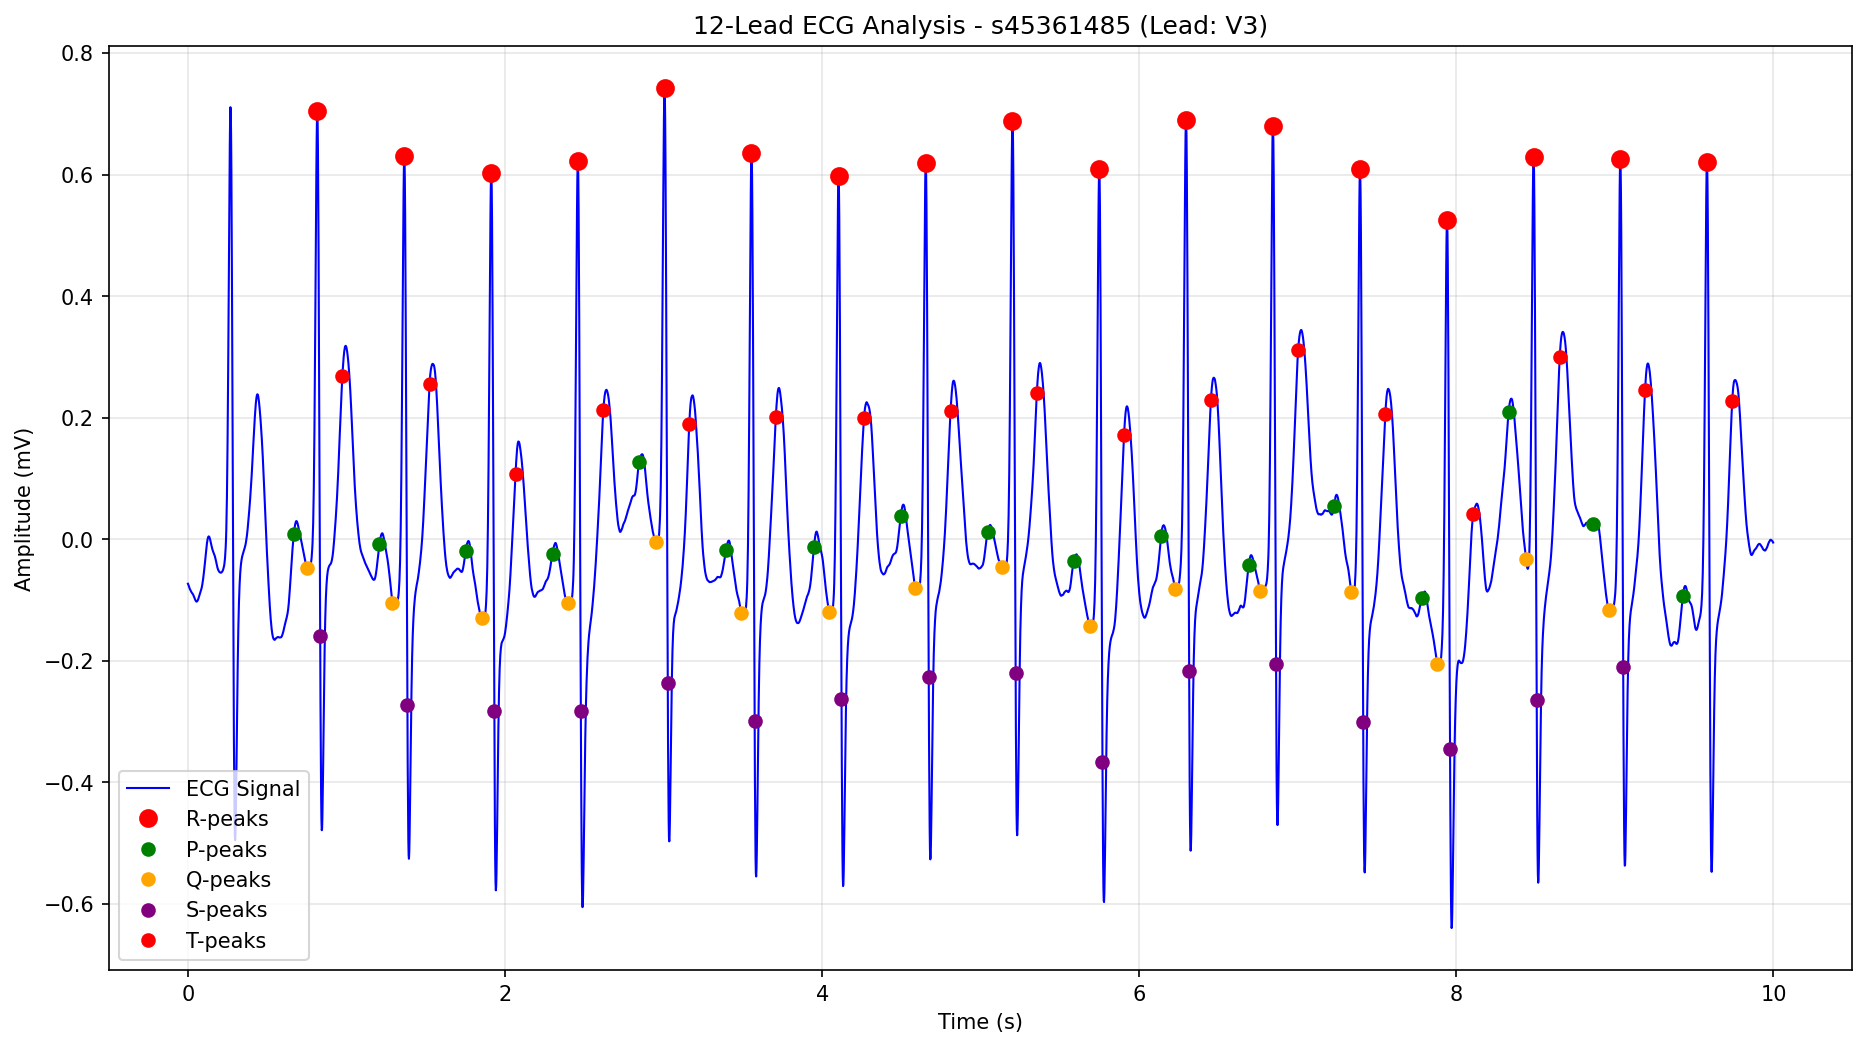 12-Lead ECG Analysis - s45361485 (Lead: V3)
Amplitude (mV)
0.8
0.6
0.4
0.2
0.0
−0.2
−0.4
−0.6
ECG Signal
R-peaks
P-peaks
Q-peaks
S-peaks
T-peaks
0 2 4 6 8 10
Time (s)